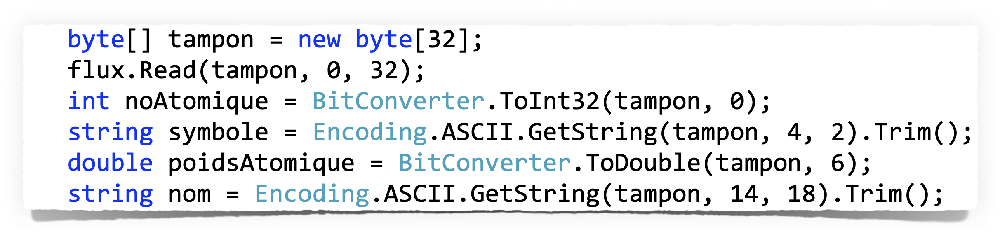 byte[] tampon = new byte[32];
flux.Read(tampon, 0, 32);
int noAtomique = BitConverter.ToInt32(tampon, 0);
string symbole = Encoding.ASCII.GetString(tampon, 4, 2).Trim();
double poidsAtomique = BitConverter.ToDouble(tampon, 6);
string nom = Encoding.ASCII.GetString(tampon, 14, 18).Trim();